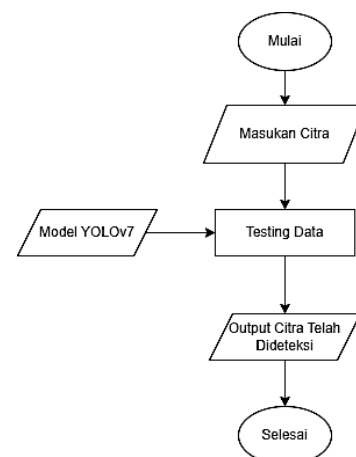 Mulai
Masukan Citra
Model YOLOv7
Testing Data
Output Citra Telah
Dideteksi
Selesai